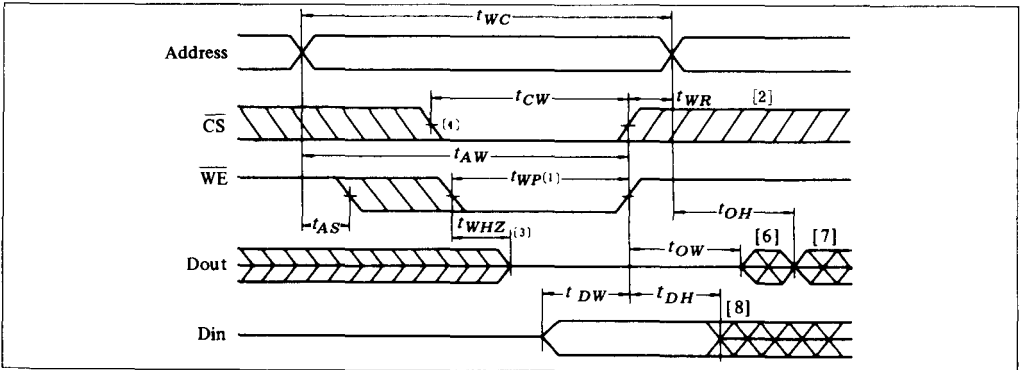 tWC
Address
tCW
tWR
[2]
CS
[4]
tAW
WE
tWP(1)
tAS
tWHZ
[3]
tOH
Dout
tOW
[6]
[7]
tDW
tDH
[8]
Din